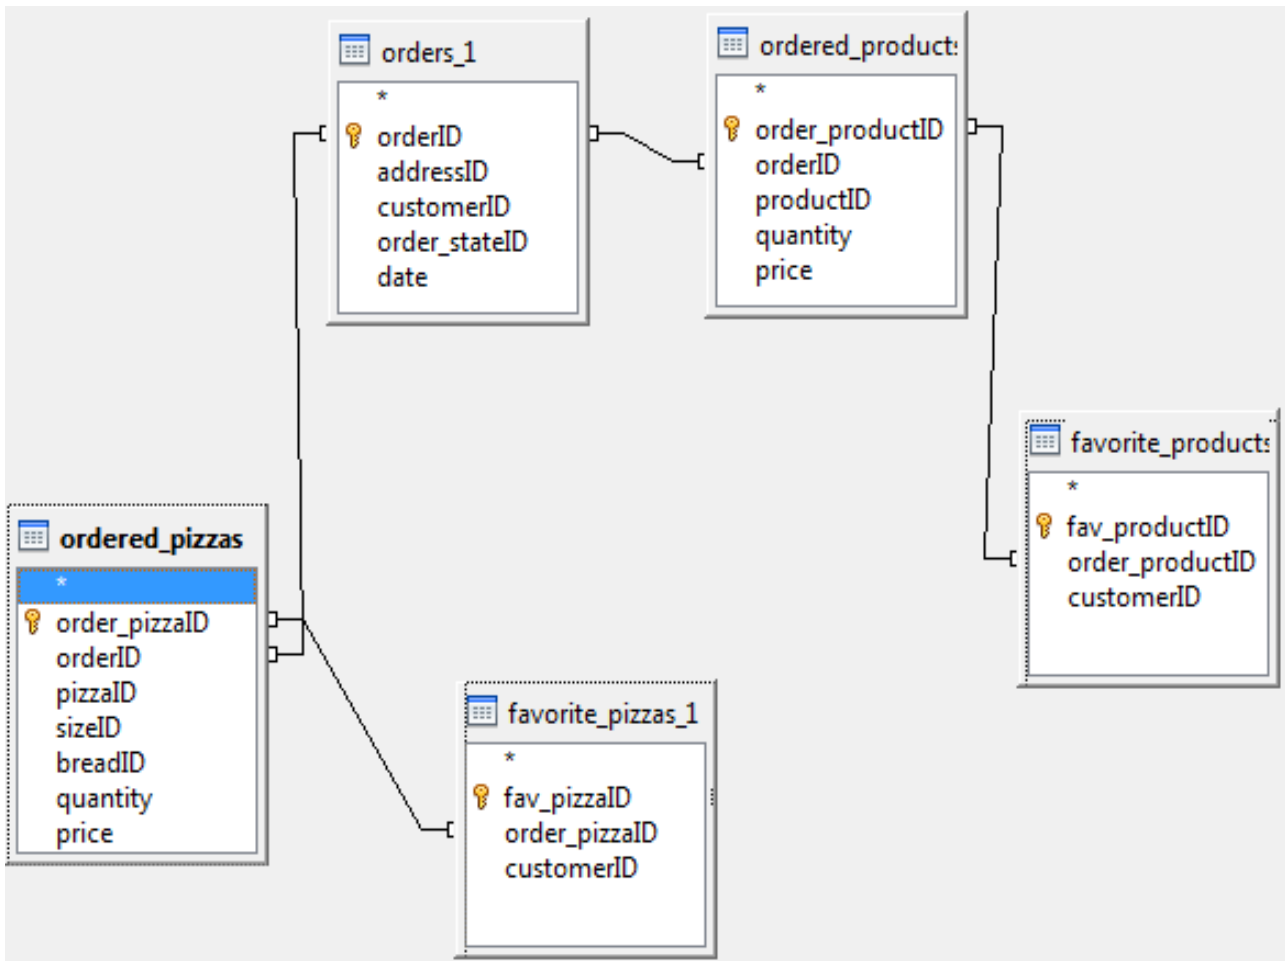 orders_1
*
orderID
addressID
customerID
order_stateID
date
ordered_products
*
order_productID
orderID
productID
quantity
price
favorite_products
*
fav_productID
order_productID
customerID
ordered_pizzas
*
order_pizzaID
orderID
pizzaID
sizeID
breadID
quantity
price
favorite_pizzas_1
*
fav_pizzaID
order_pizzaID
customerID